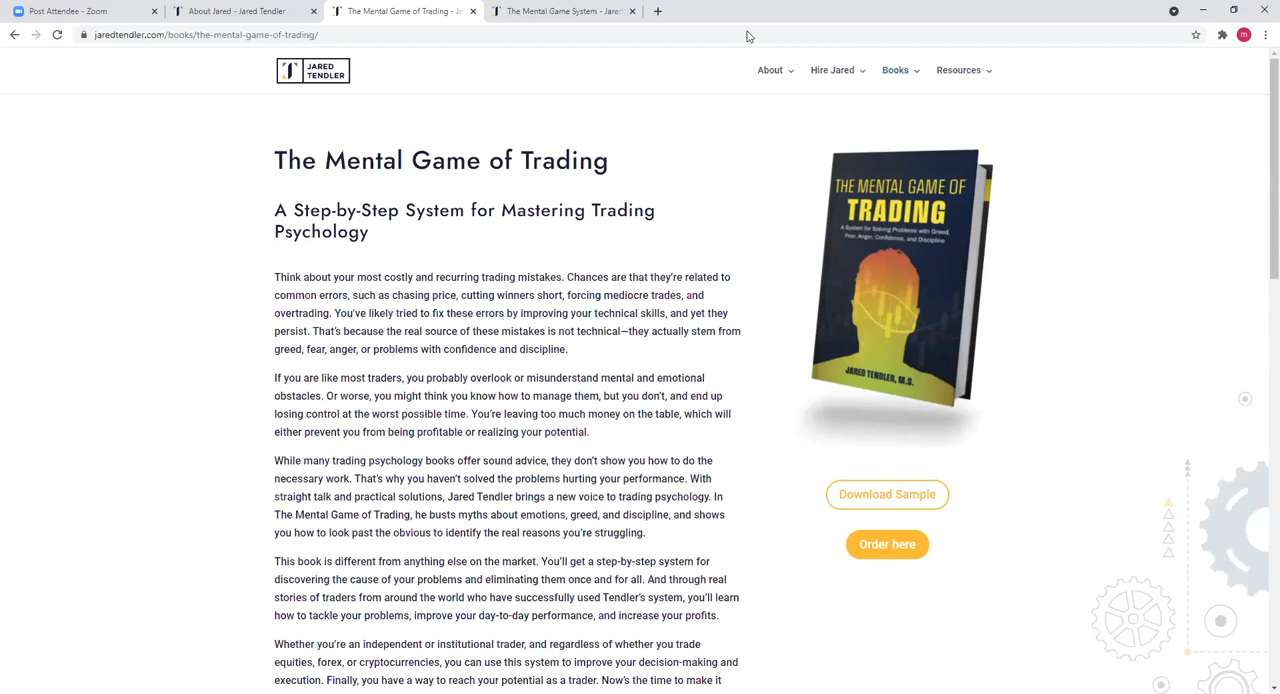 Post Attendee - Zoom
About Jared - Jared Tendler
The Mental Game of Trading - Ja
The Mental Game System - Jared
jaredtendler.com/books/the-mental-game-of-trading/
m
JARED
TENDLER
About
Hire Jared
Books
Resources
The Mental Game of Trading
A Step-by-Step System for Mastering Trading
Psychology
Think about your most costly and recurring trading mistakes. Chances are that they're related to
common errors, such as chasing price, cutting winners short, forcing mediocre trades, and
overtrading. You've likely tried to fix these errors by improving your technical skills, and yet they
persist. That's because the real source of these mistakes is not technical—they actually stem from
greed, fear, anger, or problems with confidence and discipline.
If you are like most traders, you probably overlook or misunderstand mental and emotional
obstacles. Or worse, you might think you know how to manage them, but you don't, and end up
losing control at the worst possible time. You're leaving too much money on the table, which will
either prevent you from being profitable or realizing your potential.
While many trading psychology books offer sound advice, they don't show you how to do the
necessary work. That's why you haven't solved the problems hurting your performance. With
straight talk and practical solutions, Jared Tendler brings a new voice to trading psychology. In
The Mental Game of Trading, he busts myths about emotions, greed, and discipline, and shows
you how to look past the obvious to identify the real reasons you're struggling.
This book is different from anything else on the market. You'll get a step-by-step system for
discovering the cause of your problems and eliminating them once and for all. And through real
stories of traders from around the world who have successfully used Tendler's system, you'll learn
how to tackle your problems, improve your day-to-day performance, and increase your profits.
Whether you're an independent or institutional trader, and regardless of whether you trade
equities, forex, or cryptocurrencies, you can use this system to improve your decision-making and
execution. Finally, you have a way to reach your potential as a trader. Now's the time to make it
THE MENTAL GAME OF
TRADING
A System for Solving Problems with Greed,
Fear, Anger, Confidence, and Discipline
JARED TENDLER, M.S.
Download Sample
Order here